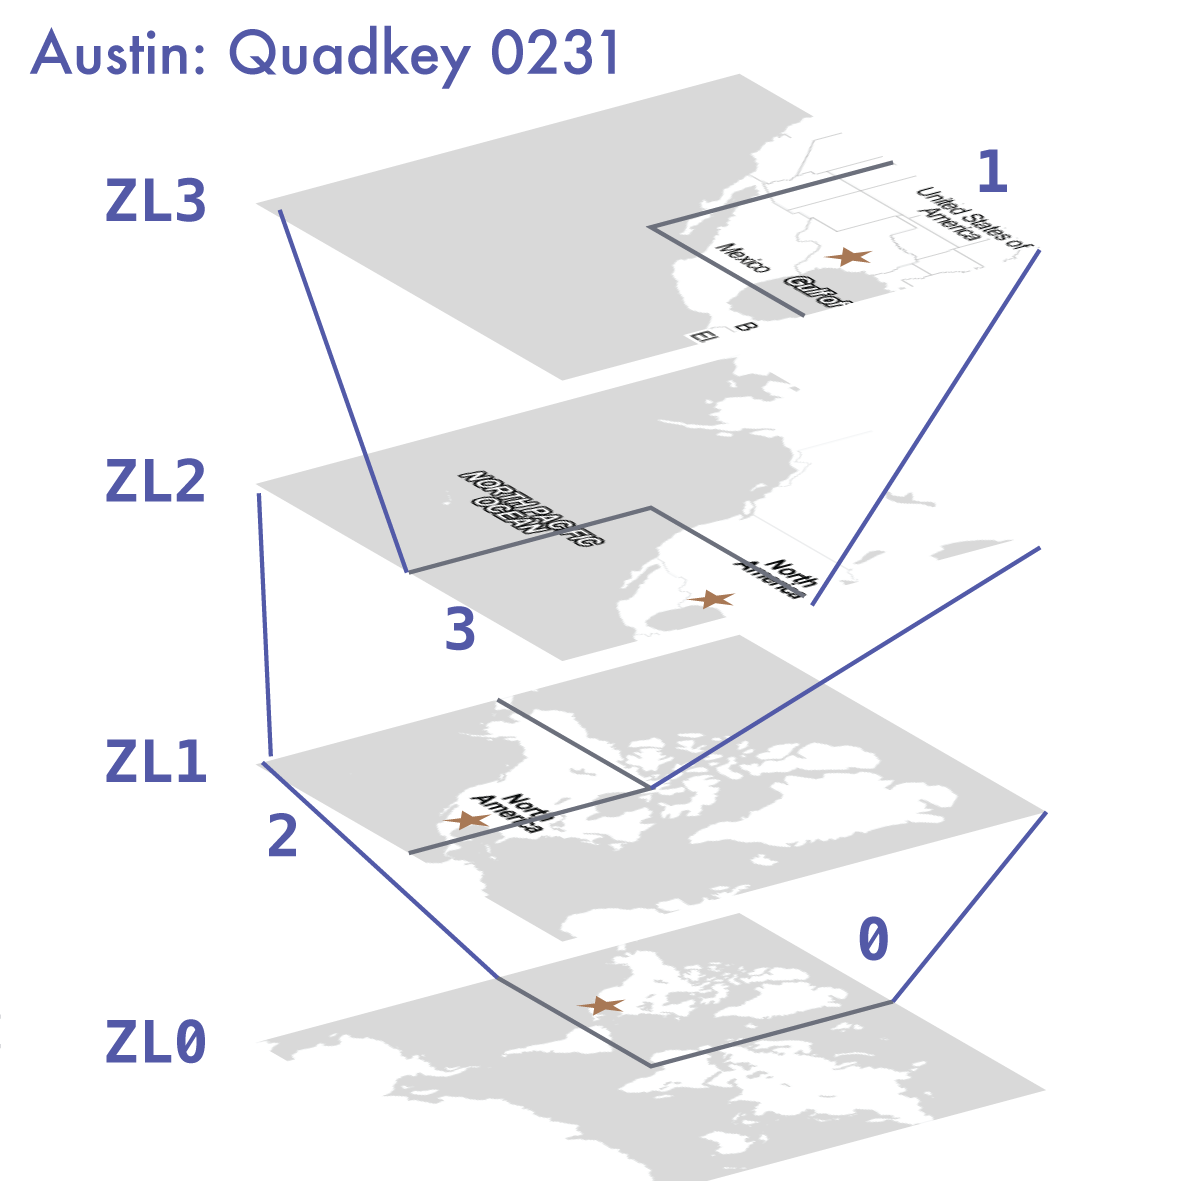 Austin: Quadkey 0231
ZL3
1
United States of
America
Mexico
Gulf of
B
El
ZL2
NORTH PACIFIC
OCEAN
North
America
3
ZL1
North
America
2
0
ZL0